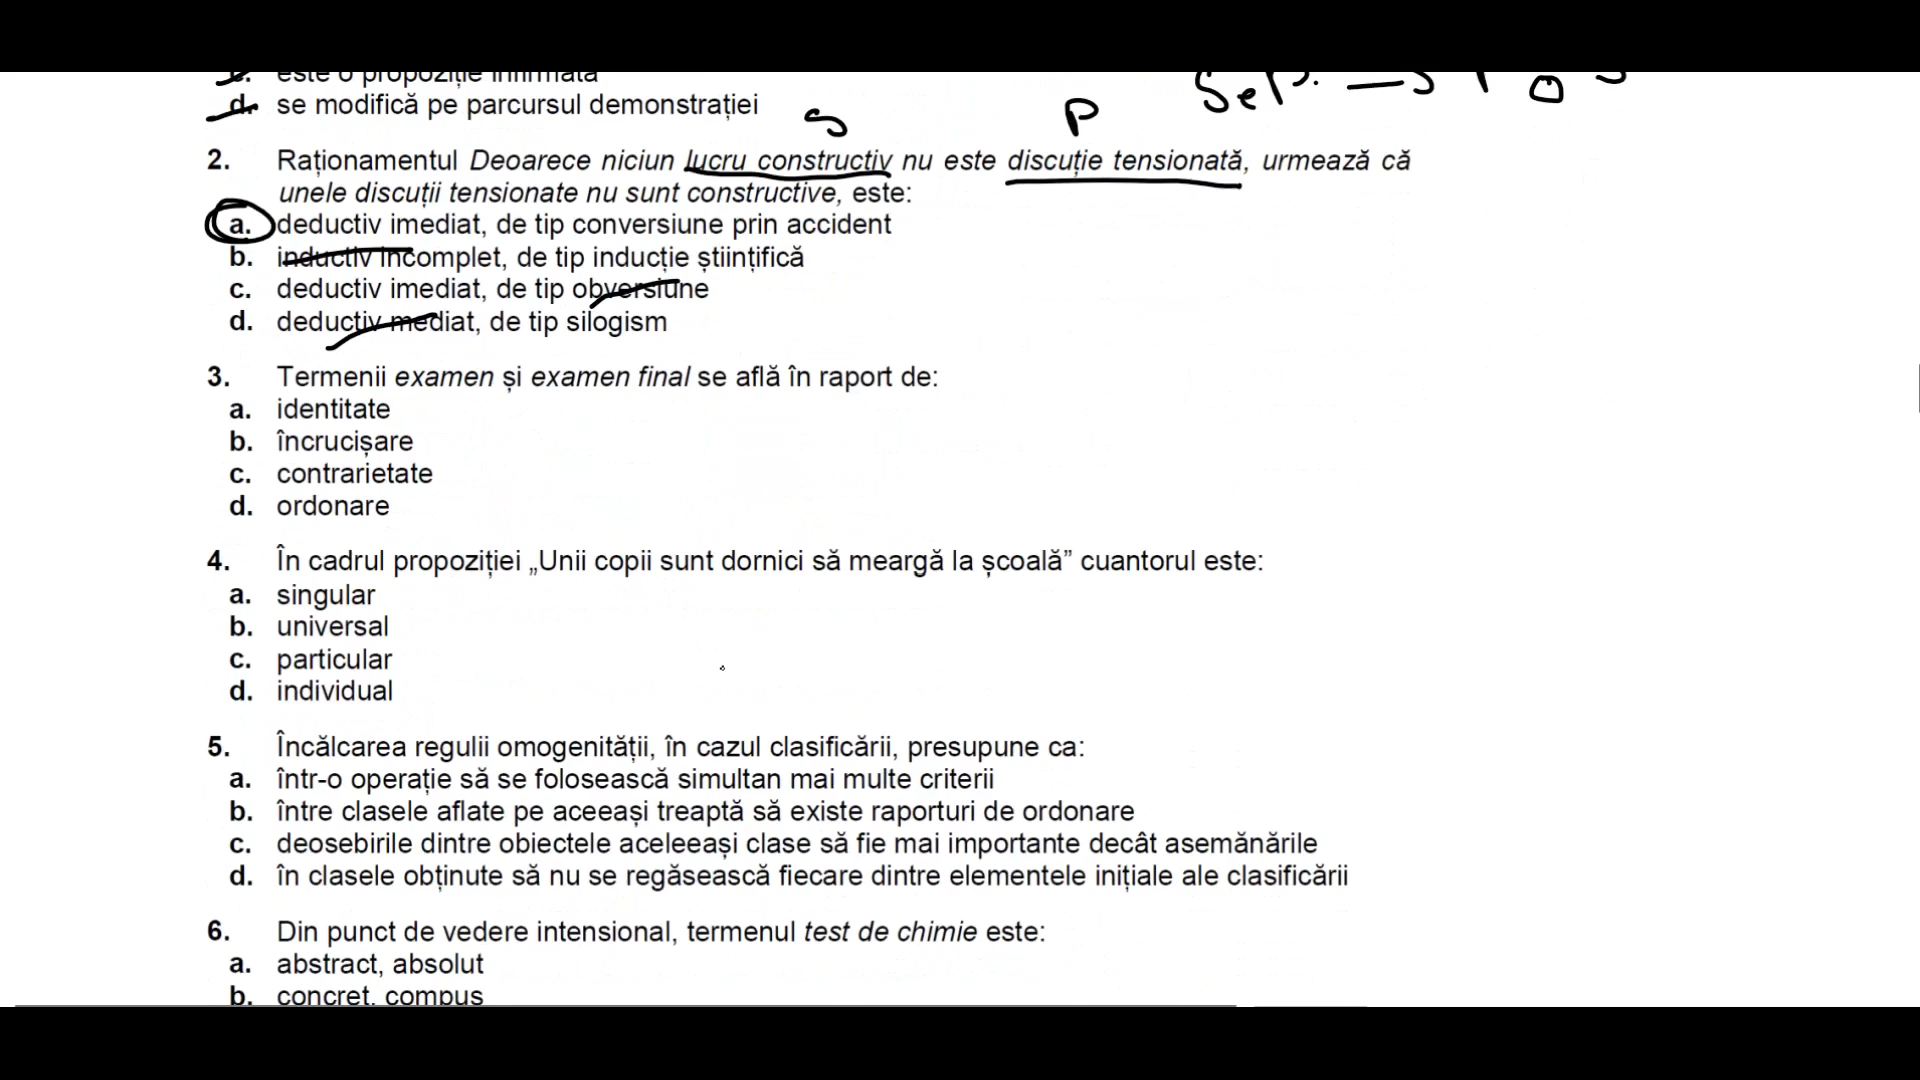 este o propoziție infirmată
d. se modifică pe parcursul demonstrației
S P
2. Raționamentul Deoarece niciun lucru constructiv nu este discuție tensionată, urmează că
unele discuții tensionate nu sunt constructive, este:
a. deductiv imediat, de tip conversiune prin accident
b. inductiv incomplet, de tip inducție științifică
c. deductiv imediat, de tip obversiune
d. deductiv mediat, de tip silogism
3. Termenii examen și examen final se află în raport de:
a. identitate
b. încrucișare
c. contrarietate
d. ordonare
4. În cadrul propoziției „Unii copii sunt dornici să meargă la școală” cuantorul este:
a. singular
b. universal
c. particular
d. individual
5. Încălcarea regulii omogenității, în cazul clasificării, presupune ca:
a. într-o operație să se folosească simultan mai multe criterii
b. între clasele aflate pe aceeași treaptă să existe raporturi de ordonare
c. deosebirile dintre obiectele aceleeași clase să fie mai importante decât asemănările
d. în clasele obținute să nu se regăsească fiecare dintre elementele inițiale ale clasificării
6. Din punct de vedere intensional, termenul test de chimie este:
a. abstract, absolut
b. concret, compus